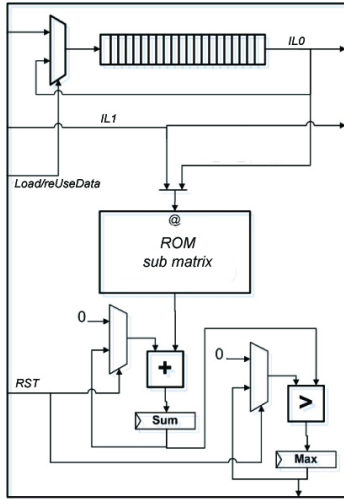 IL0
IL1
Load/reUseData
@
ROM
sub matrix
0
+
0
RST
>
Sum
Max